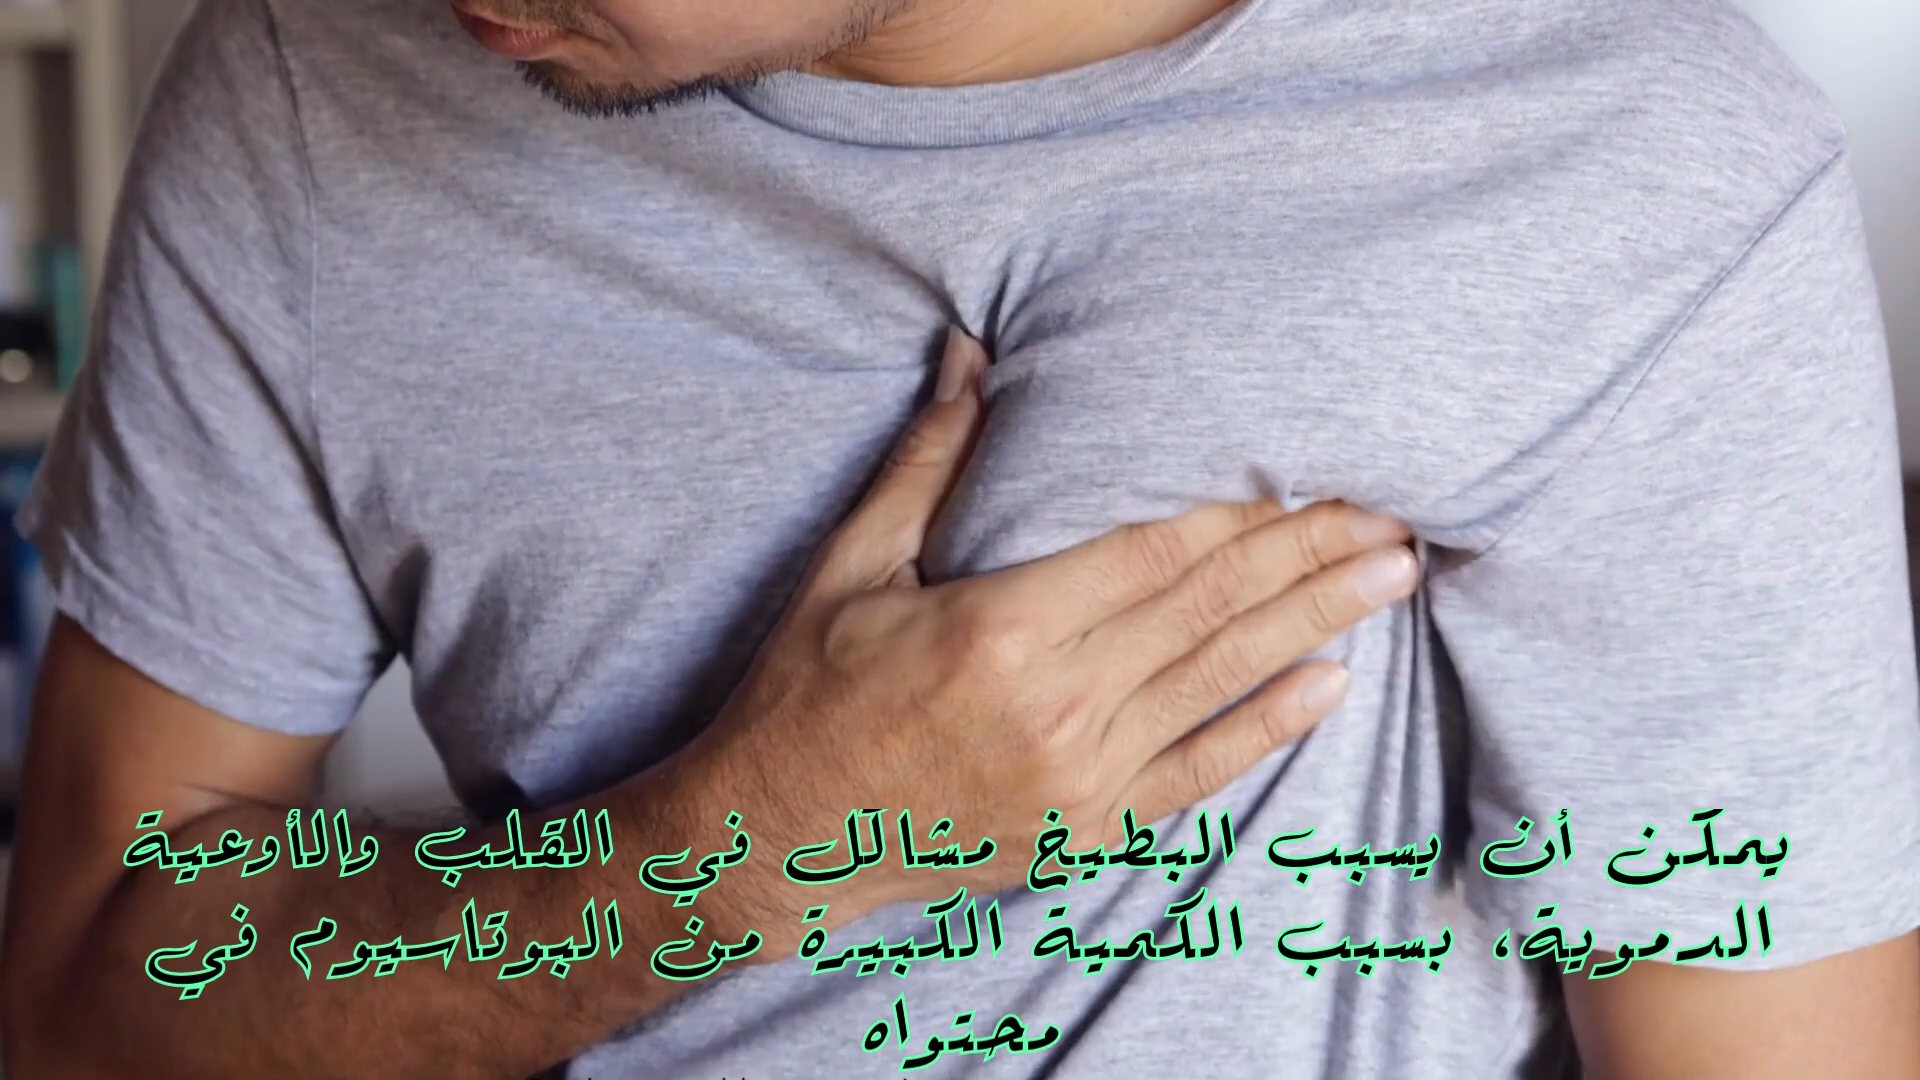 يمكن أن يسبب البطيخ مشاكل في القلب والأوعية
الدموية، بسبب الكمية الكبيرة من البوتاسيوم في
محتواه